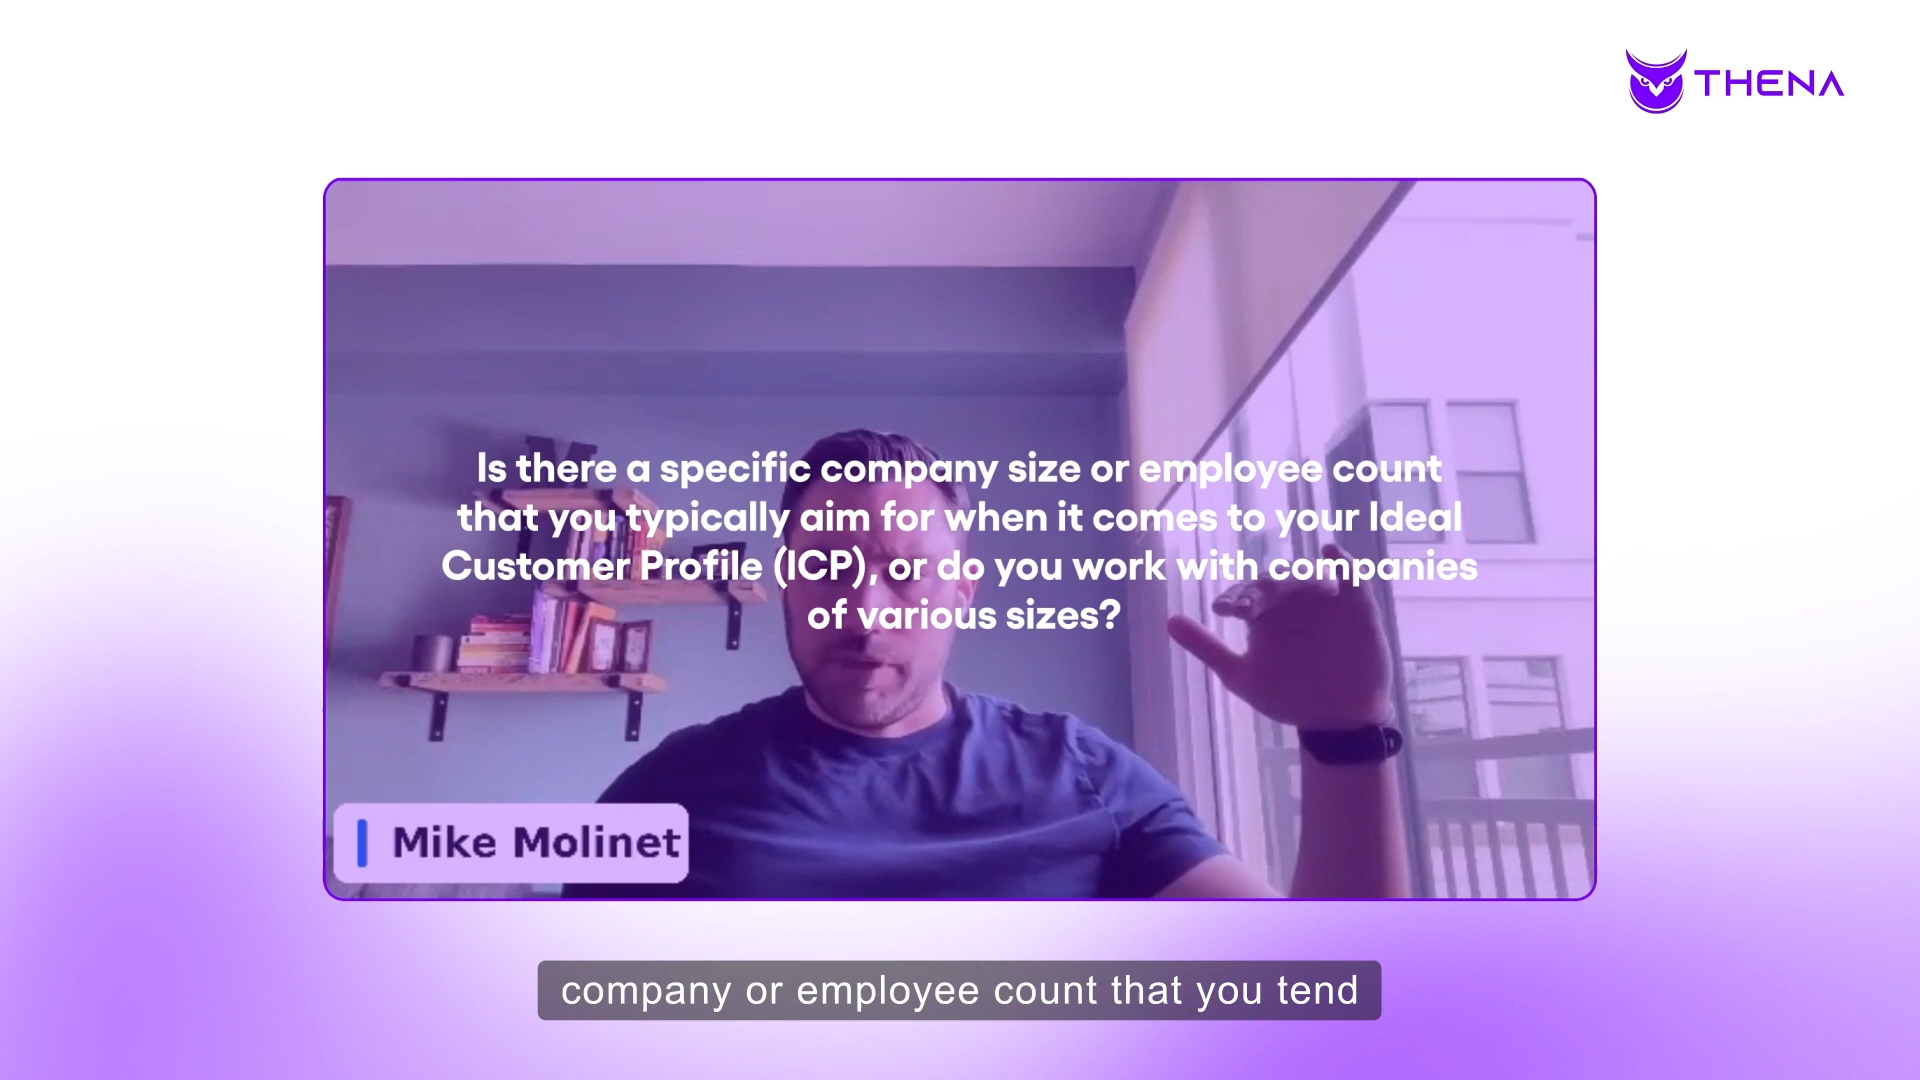 THENA
Is there a specific company size or employee count
that you typically aim for when it comes to your Ideal
Customer Profile (ICP), or do you work with companies
of various sizes?
Mike Molinet
company or employee count that you tend